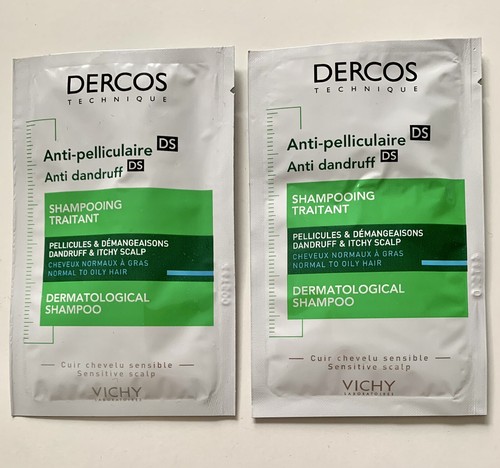 DERCOS
TECHNIQUE
Anti-pelliculaire DS
Anti dandruff DS
SHAMPOOING
TRAITANT
PELLICULES & DÉMANGEAISONS
DANDRUFF & ITCHY SCALP
CHEVEUX NORMAUX À GRAS
NORMAL TO OILY HAIR
DERMATOLOGICAL
SHAMPOO
Cuir chevelu sensible
Sensitive scalp
VICHY
LABORATOIRES
DERCOS
TECHNIQUE
Anti-pelliculaire DS
Anti dandruff DS
SHAMPOOING
TRAITANT
PELLICULES & DÉMANGEAISONS
DANDRUFF & ITCHY SCALP
CHEVEUX NORMAUX À GRAS
NORMAL TO OILY HAIR
DERMATOLOGICAL
SHAMPOO
Cuir chevelu sensible
Sensitive scalp
VICHY
LABORATOIRES